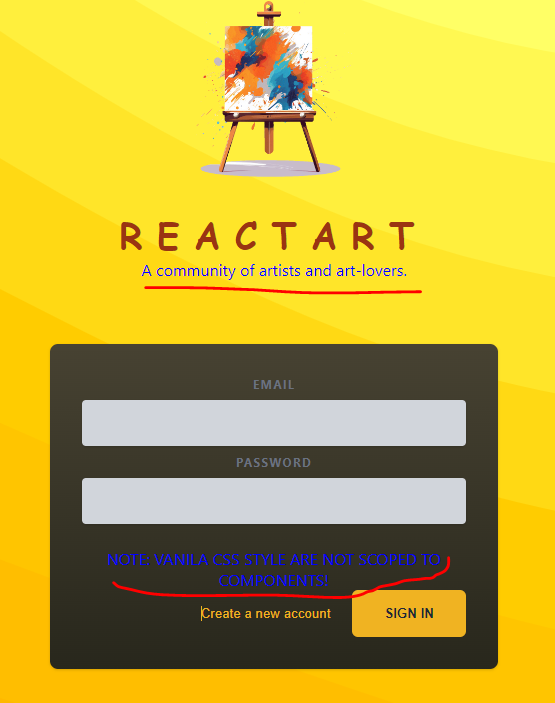 REACTART
A community of artists and art-lovers.
EMAIL
PASSWORD
NOTE: VANILA CSS STYLE ARE NOT SCOPED TO
COMPONENTS!
Create a new account
SIGN IN